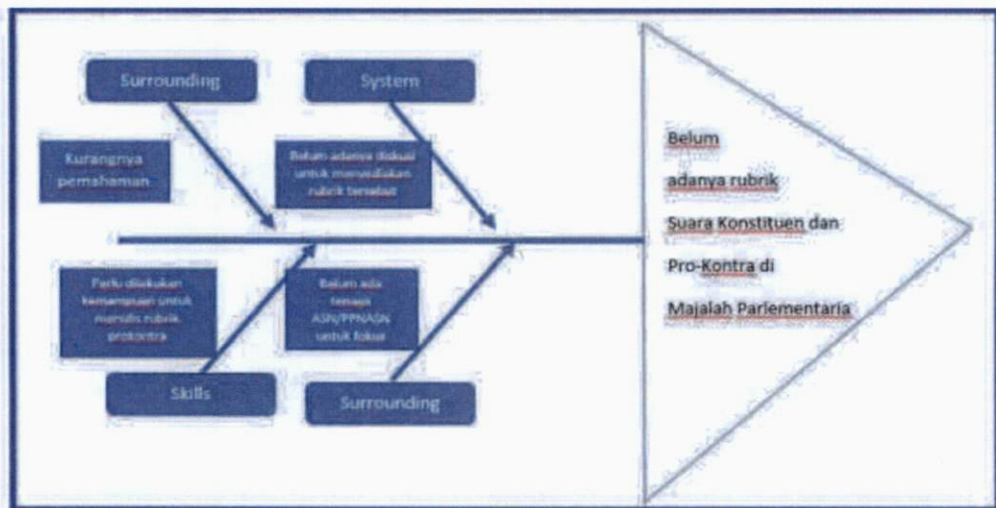 Surrounding
System
Kurangnya
pemahaman
Belum adanya diskusi
untuk menyediakan
rubrik tersebut
Belum
adanya rubrik
Suara Konstituen dan
Pro-Kontra di
Majalah Parlementaria
Perlu dilakukan
kemampuan untuk
menulis rubrik
prokontra
Belum ada
tenaga
ASN/PPNASN
untuk fokus
Skills
Surrounding